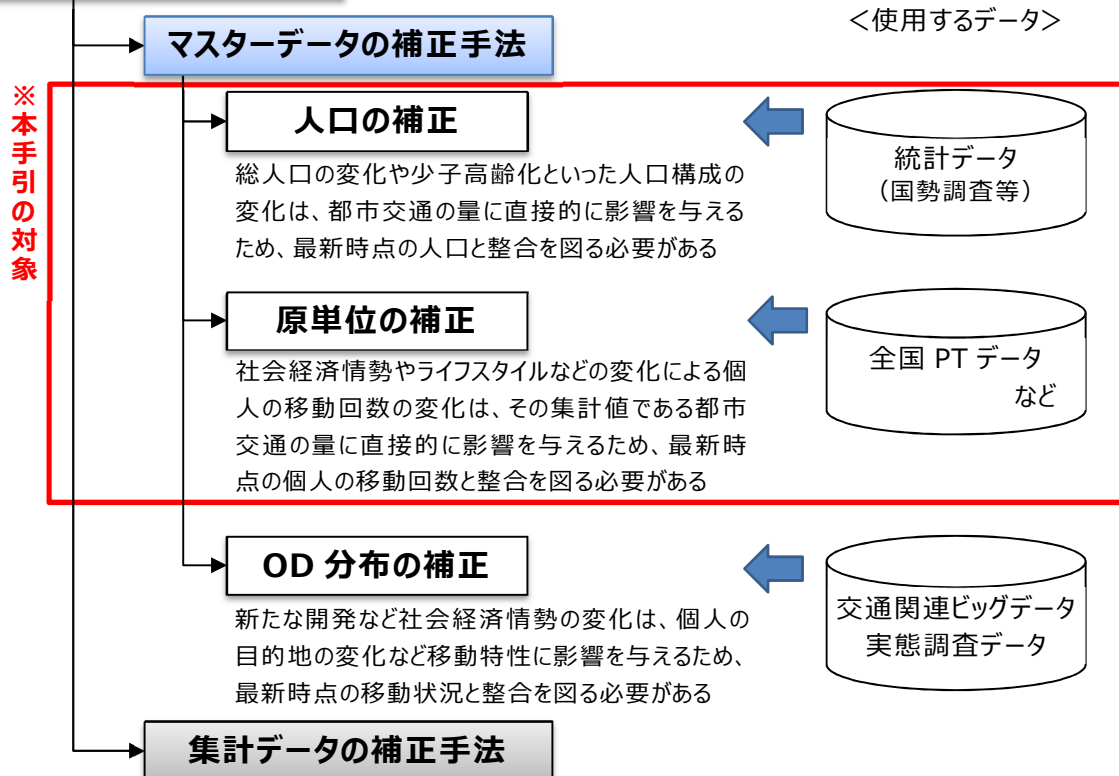 ＜使用するデータ＞
マスターデータの補正手法
※本手引の対象
人口の補正
総人口の変化や少子高齢化といった人口構成の
変化は、都市交通の量に直接的に影響を与える
ため、最新時点の人口と整合を図る必要がある
統計データ
（国勢調査等）
原単位の補正
社会経済情勢やライフスタイルなどの変化による個
人の移動回数の変化は、その集計値である都市
交通の量に直接的に影響を与えるため、最新時
点の個人の移動回数と整合を図る必要がある
全国 PT データ
など
OD 分布の補正
新たな開発など社会経済情勢の変化は、個人の
目的地の変化など移動特性に影響を与えるため、
最新時点の移動状況と整合を図る必要がある
交通関連ビッグデータ
実態調査データ
集計データの補正手法